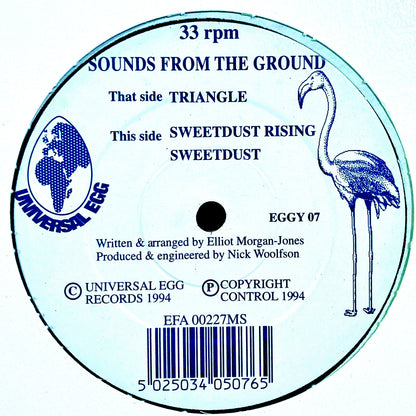 33 rpm
SOUNDS FROM THE GROUND
That side TRIANGLE
This side SWEETDUST RISING
SWEETDUST
UNIVERSAL EGG
EGGY 07
Written & arranged by Elliot Morgan-Jones
Produced & engineered by Nick Woolfson
© UNIVERSAL EGG
RECORDS 1994
℗ COPYRIGHT
CONTROL 1994
EFA 00227MS
5 025034 050765